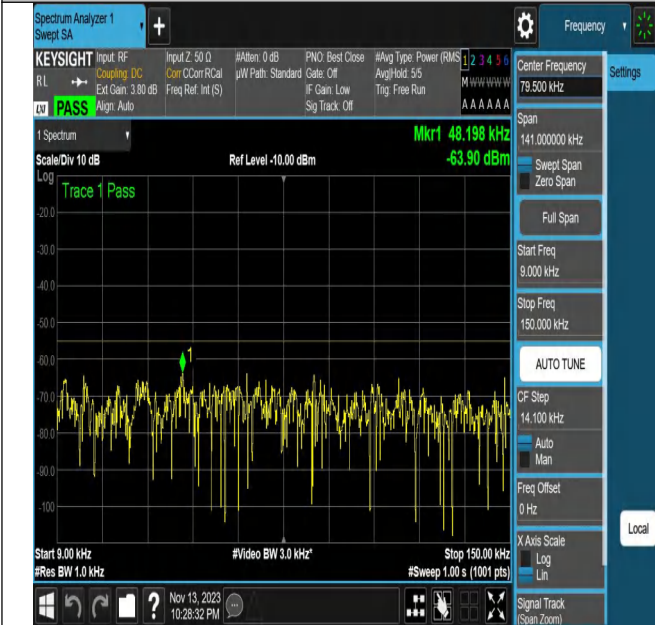 Spectrum Analyzer 1
Swept SA
+
Frequency
KEYSIGHT
RL
LXI
PASS
Input: RF
Coupling: DC
Ext Gain: 3.80 dB
Align: Auto
Input Z: 50 Ω
Corr CCorr RCal
Freq Ref: Int (S)
#Atten: 0 dB
µW Path: Standard
PNO: Best Close
Gate: Off
IF Gain: Low
Sig Track: Off
#Avg Type: Power (RMS
Avg|Hold: 5/5
Trig: Free Run
1 2 3 4 5 6
M W W W W W
A A A A A A
1 Spectrum
Scale/Div 10 dB
Ref Level -10.00 dBm
Mkr1 48.198 kHz
-63.90 dBm
Log
Trace 1 Pass
-20.0
-30.0
-40.0
-50.0
-60.0
-70.0
-80.0
-90.0
-100
1
Start 9.00 kHz
#Video BW 3.0 kHz*
Stop 150.00 kHz
#Res BW 1.0 kHz
#Sweep 1.00 s (1001 pts)
?
Nov 13, 2023
10:28:32 PM
Center Frequency
79.500 kHz
Settings
Span
141.000000 kHz
Swept Span
Zero Span
Full Span
Start Freq
9.000 kHz
Stop Freq
150.000 kHz
AUTO TUNE
CF Step
14.100 kHz
Auto
Man
Freq Offset
0 Hz
Local
X Axis Scale
Log
Lin
Signal Track
(Span Zoom)